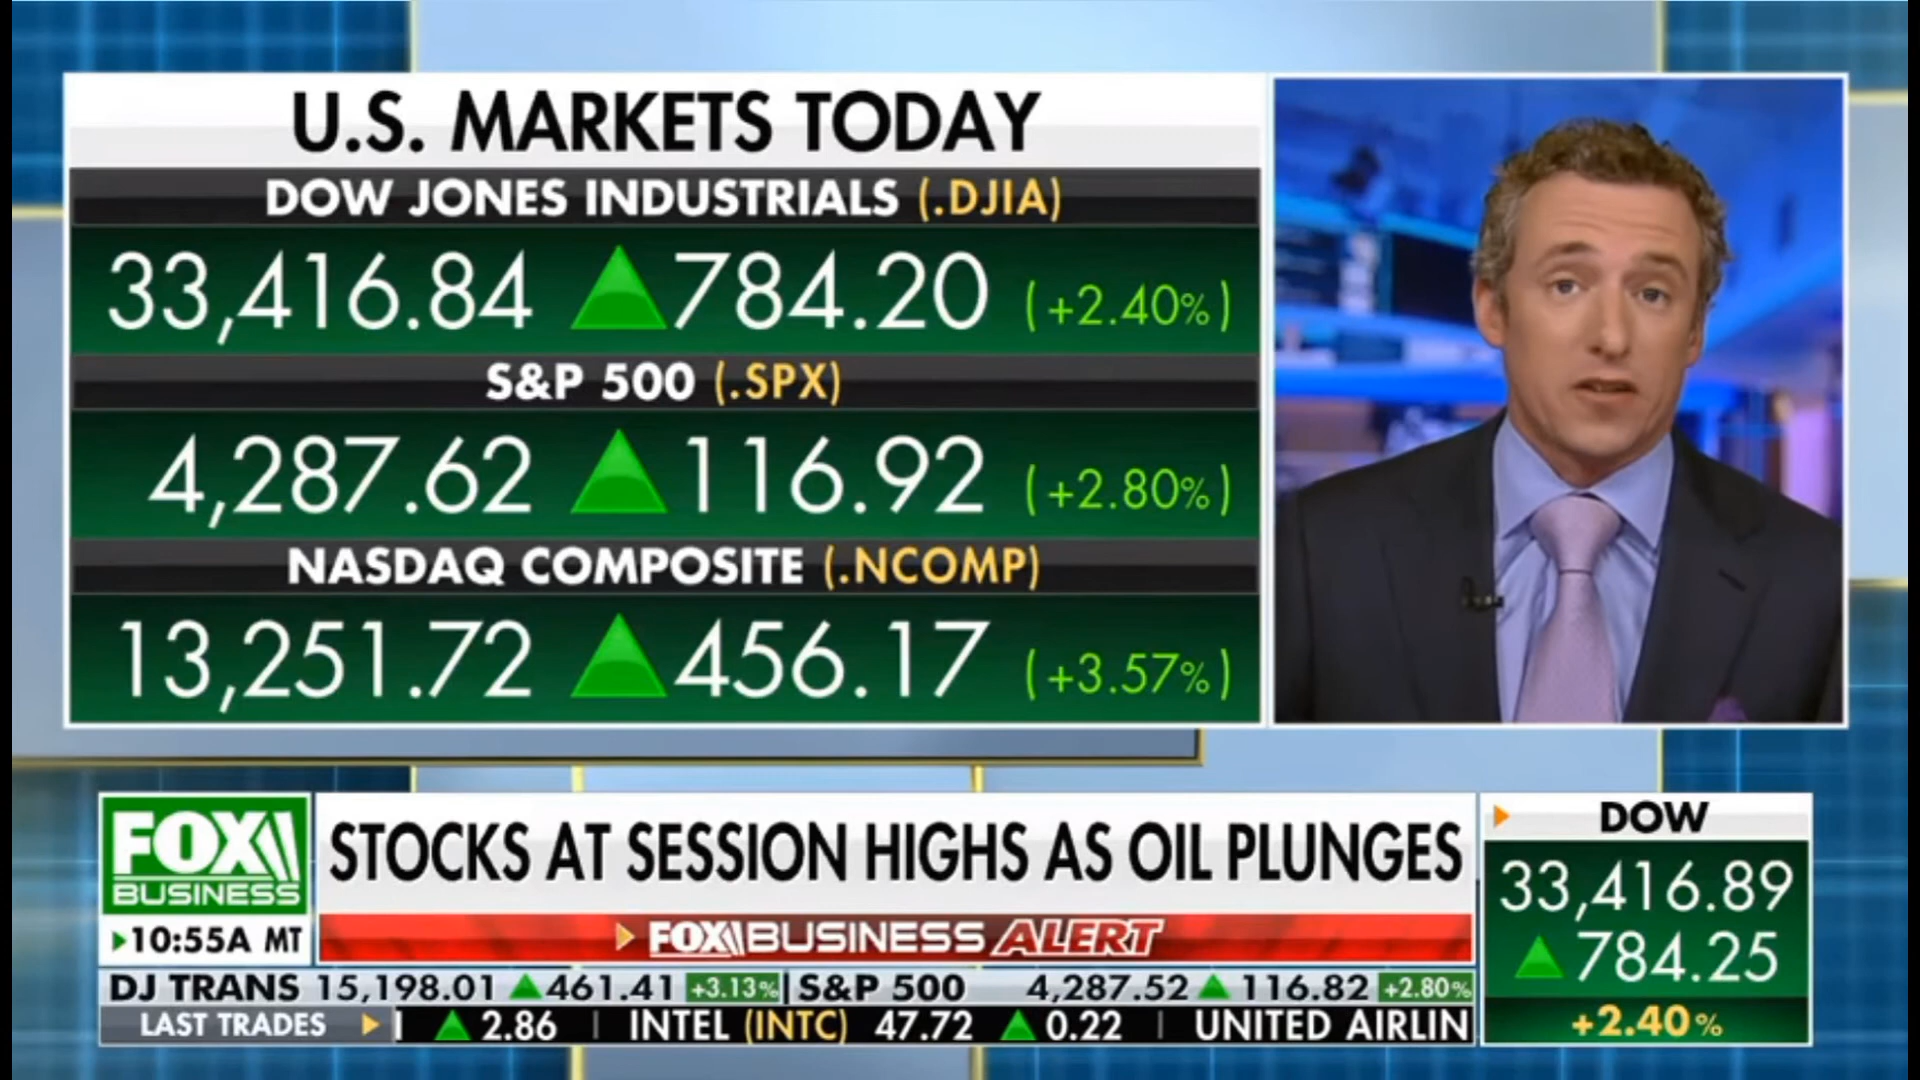 U.S. MARKETS TODAY
DOW JONES INDUSTRIALS (.DJIA)
33,416.84 ▲ 784.20 (+2.40%)
S&P 500 (.SPX)
4,287.62 ▲ 116.92 (+2.80%)
NASDAQ COMPOSITE (.NCOMP)
13,251.72 ▲ 456.17 (+3.57%)
FOX BUSINESS
10:55A MT
STOCKS AT SESSION HIGHS AS OIL PLUNGES
FOX BUSINESS ALERT
DOW
33,416.89
▲ 784.25
+2.40%
DJ TRANS 15,198.01 ▲ 461.41 +3.13% | S&P 500 4,287.52 ▲ 116.82 +2.80%
LAST TRADES ▲ 2.86 | INTEL (INTC) 47.72 ▲ 0.22 | UNITED AIRLIN